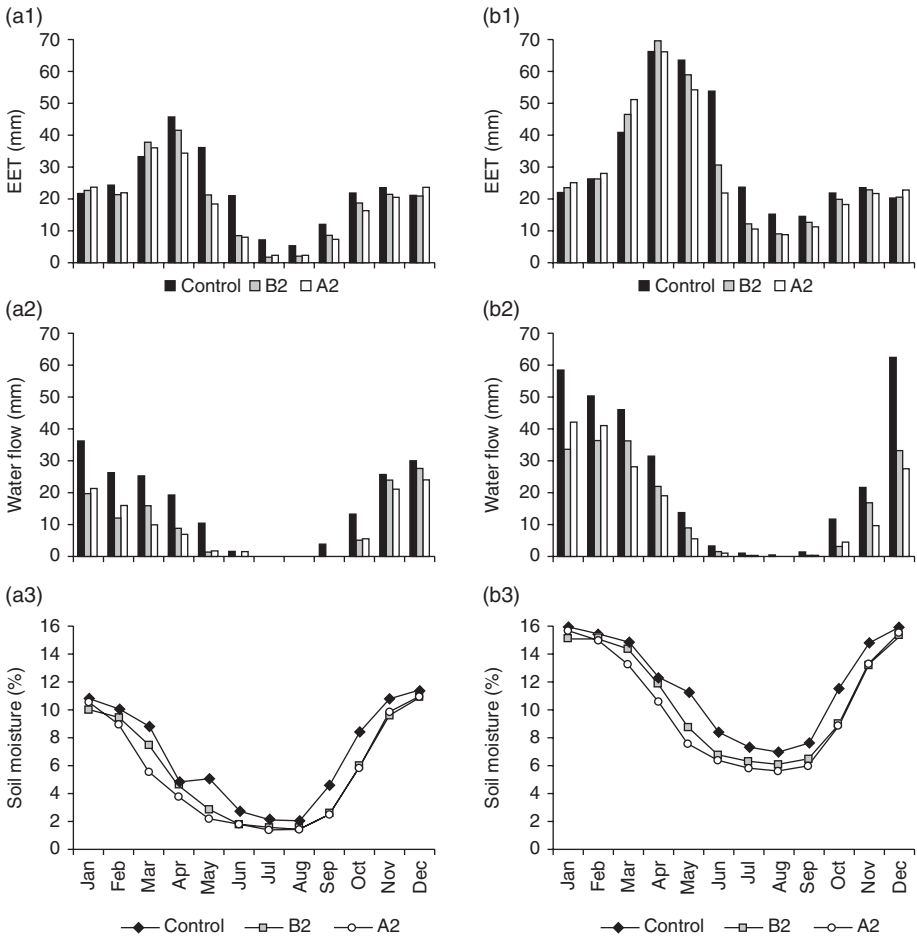 (a1)
70
60
50
40
30
20
10
0
EET (mm)
Control B2 A2
(b1)
70
60
50
40
30
20
10
0
EET (mm)
Control B2 A2
(a2)
70
60
50
40
30
20
10
0
Water flow (mm)
(b2)
70
60
50
40
30
20
10
0
Water flow (mm)
(a3)
16
14
12
10
8
6
4
2
0
Soil moisture (%)
Jan Feb Mar Apr May Jun Jul Aug Sep Oct Nov Dec
Control B2 A2
(b3)
16
14
12
10
8
6
4
2
0
Soil moisture (%)
Jan Feb Mar Apr May Jun Jul Aug Sep Oct Nov Dec
Control B2 A2